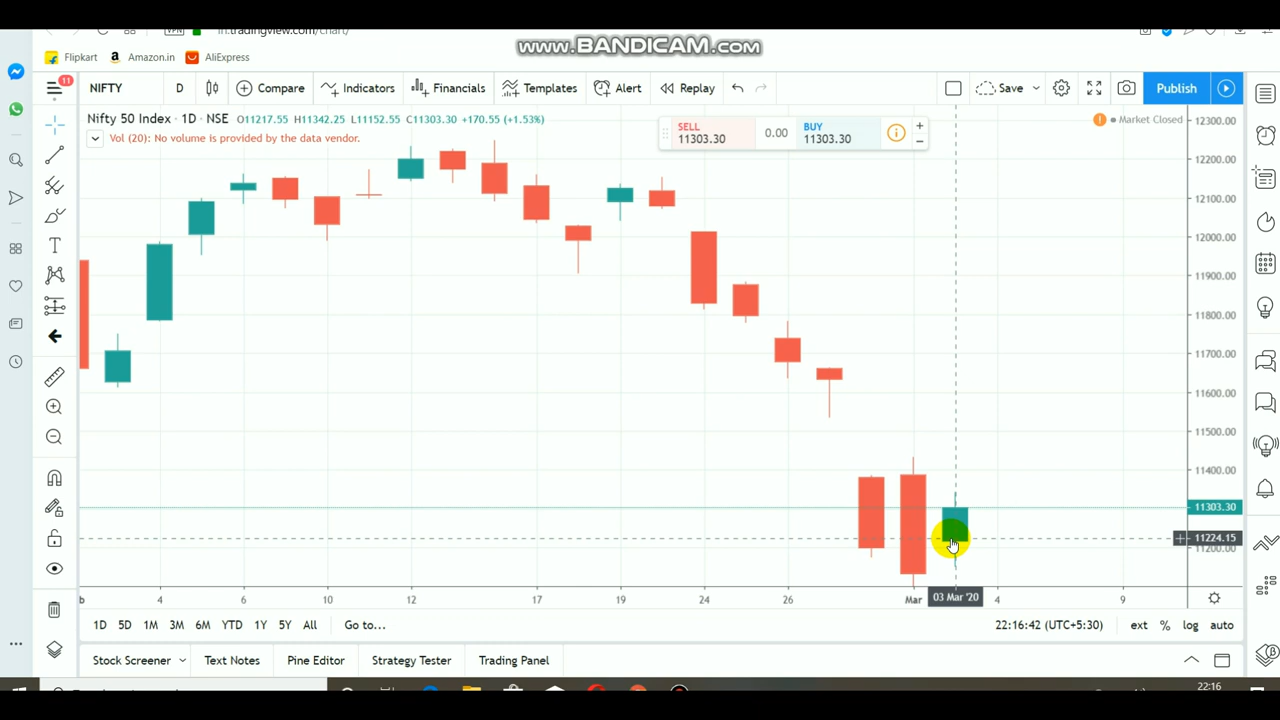 in.tradingview.com/chart/
www.BANDICAM.com
VPN
Flipkart
Amazon.in
AliExpress
11
NIFTY
D
Compare
Indicators
Financials
Templates
Alert
Replay
Save
Publish
Nifty 50 Index · 1D · NSE O11217.55 H11342.25 L11152.55 C11303.30 +170.55 (+1.53%)
Vol (20): No volume is provided by the data vendor.
SELL
11303.30
0.00
BUY
11303.30
Market Closed
12300.00
12200.00
12100.00
12000.00
11900.00
11800.00
11700.00
11600.00
11500.00
11400.00
11303.30
11224.15
11200.00
b
4
6
10
12
17
19
24
26
Mar
03 Mar '20
4
9
1D
5D
1M
3M
6M
YTD
1Y
5Y
All
Go to...
22:16:42 (UTC+5:30)
ext
%
log
auto
Stock Screener
Text Notes
Pine Editor
Strategy Tester
Trading Panel
22:16